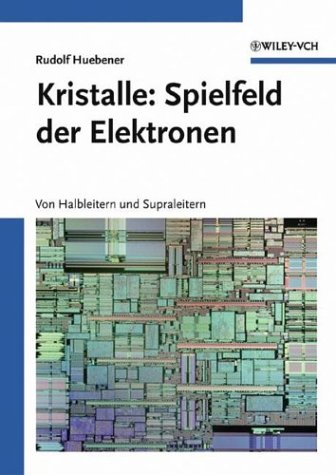 WILEY-VCH
Rudolf Huebener
Kristalle: Spielfeld
der Elektronen
Von Halbleitern und Supraleitern